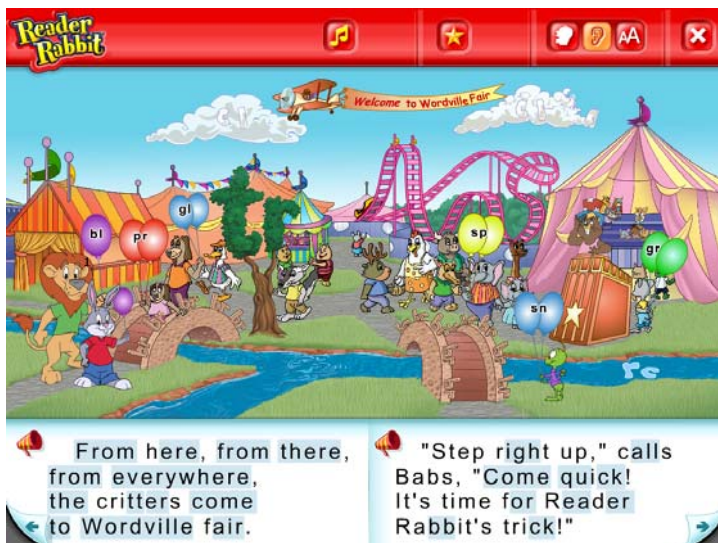 Reader
Rabbit
AA
Welcome to Wordville Fair
bl
pr
gl
tr
sp
gr
sn
From here, from there,
from everywhere,
the critters come
to Wordville fair.
"Step right up," calls
Babs, "Come quick!
It's time for Reader
Rabbit's trick!"